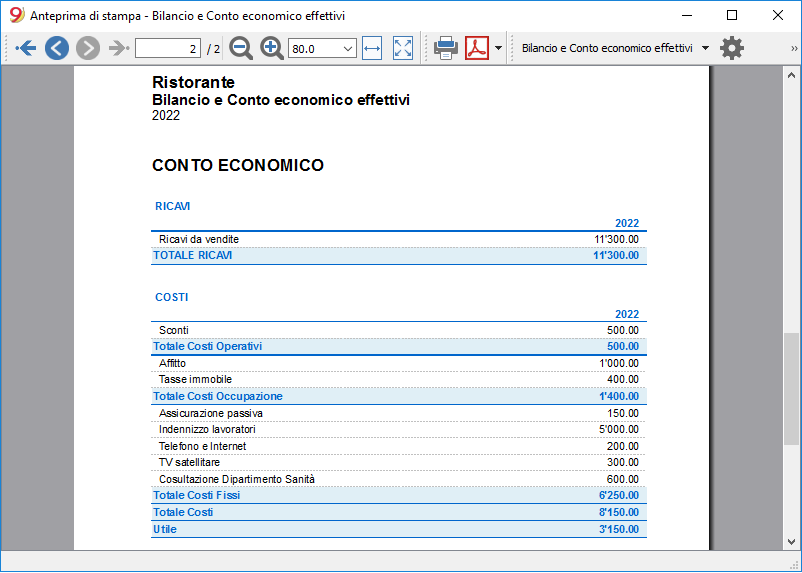 Anteprima di stampa - Bilancio e Conto economico effettivi
2 / 2 80.0 Bilancio e Conto economico effettivi »
Ristorante
Bilancio e Conto economico effettivi
2022
CONTO ECONOMICO
RICAVI
2022
Ricavi da vendite 11'300.00
TOTALE RICAVI 11'300.00
COSTI
2022
Sconti 500.00
Totale Costi Operativi 500.00
Affitto 1'000.00
Tasse immobile 400.00
Totale Costi Occupazione 1'400.00
Assicurazione passiva 150.00
Indennizzo lavoratori 5'000.00
Telefono e Internet 200.00
TV satellitare 300.00
Cosultazione Dipartimento Sanità 600.00
Totale Costi Fissi 6'250.00
Totale Costi 8'150.00
Utile 3'150.00